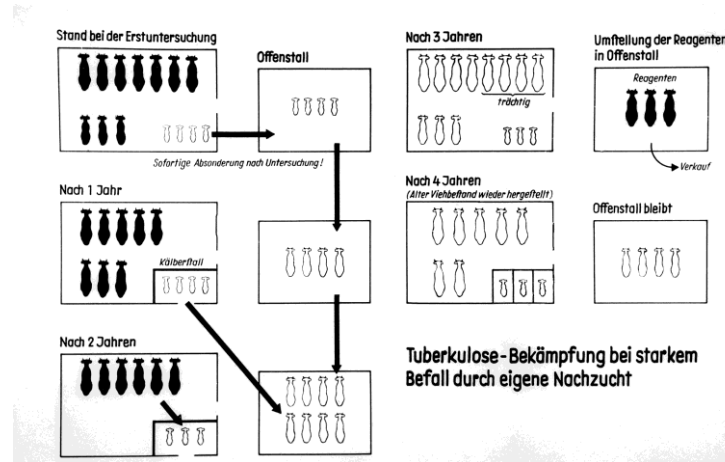 Stand bei der Erstuntersuchung
Offenstall
Sofortige Absonderung nach Untersuchung!
Nach 1 Jahr
Kälberstall
Nach 2 Jahren
Nach 3 Jahren
trächtig
Umstellung der Reagenten
in Offenstall
Reagenten
Verkauf
Nach 4 Jahren
(Alter Viehbestand wieder hergestellt)
Offenstall bleibt
Tuberkulose-Bekämpfung bei starkem
Befall durch eigene Nachzucht